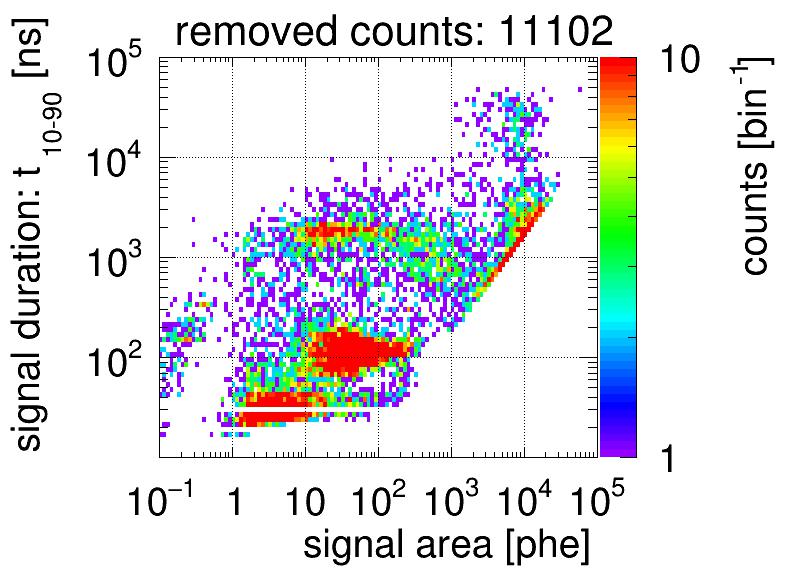 removed counts: 11102
signal duration: t 10-90 [ns]
10^5
10^4
10^3
10^2
10^-1 1 10 10^2 10^3 10^4 10^5
signal area [phe]
10
1
counts [bin^-1]